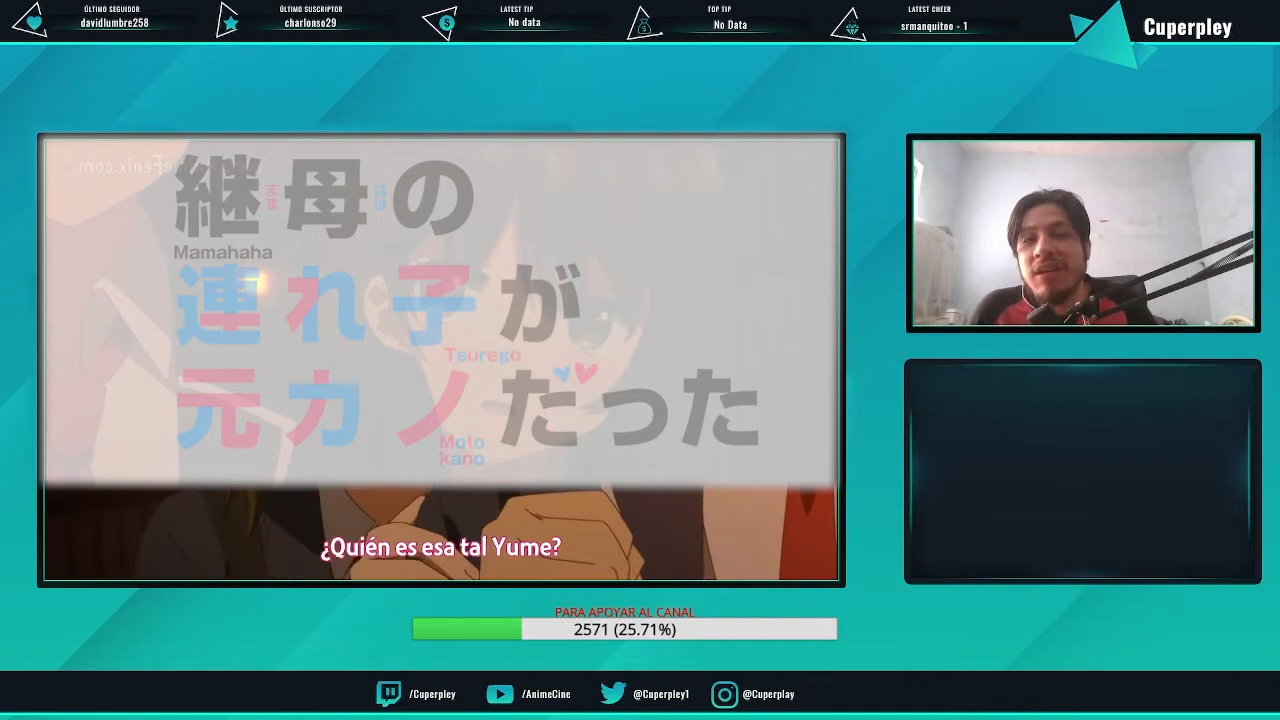 ÚLTIMO SEGUIDOR
davidlumbre258
ÚLTIMO SUSCRIPTOR
charlonso29
LATEST TIP
No data
TOP TIP
No Data
LATEST CHEER
srmanquitoo - 1
Cuperpley
Fenix.com
継母の
Mamahaha
連れ子が
Tsurego
元カノだった
Moto
kano
¿Quién es esa tal Yume?
PARA APOYAR AL CANAL
2571 (25.71%)
/Cuperpley
/AnimeCine
@Cuperpley1
@Cuperplay